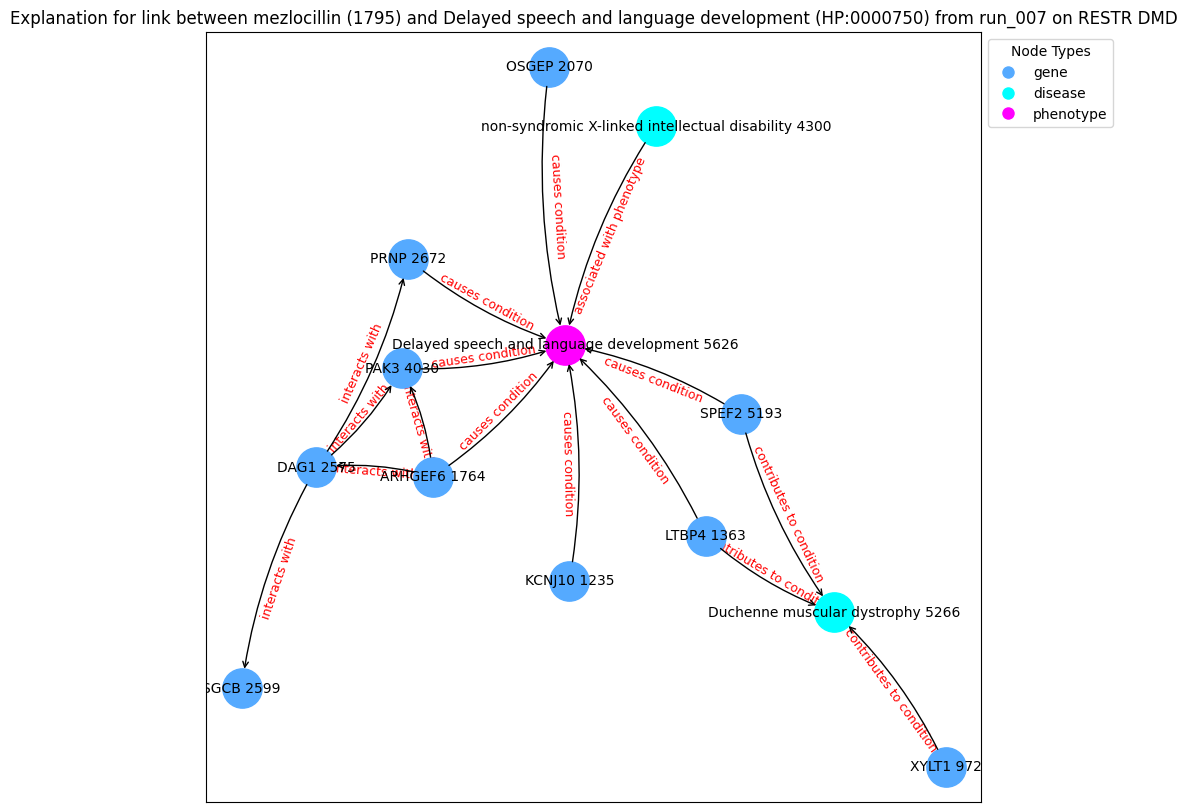 Explanation for link between mezlocillin (1795) and Delayed speech and language development (HP:0000750) from run_007 on RESTR DMD
Node Types
gene
disease
phenotype
OSGEP 2070
non-syndromic X-linked intellectual disability 4300
causes condition
associated with phenotype
PRNP 2672
causes condition
Delayed speech and language development 5626
causes condition
PAK3 4030
interacts with
interacts with
interacts wi
causes condition
causes condition
causes condition
causes condition
SPEF2 5193
DAG1 2575
interacts with
ARHGEF6 1764
contributes to condition
LTBP4 1363
tributes to condit
KCNJ10 1235
interacts with
Duchenne muscular dystrophy 5266
contributes to condition
SGCB 2599
XYLT1 972